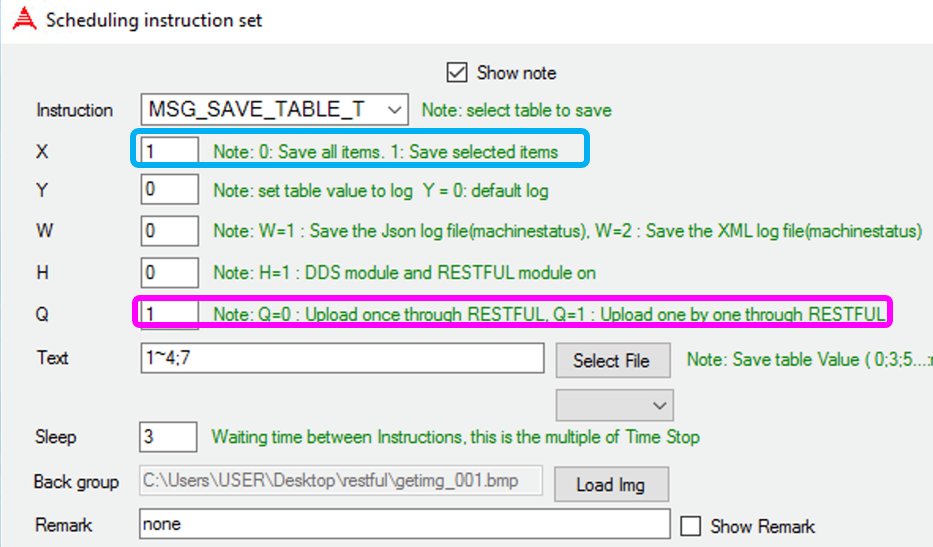 Scheduling instruction set
Show note
Instruction MSG_SAVE_TABLE_T Note: select table to save
X 1 Note: 0: Save all items. 1: Save selected items
Y 0 Note: set table value to log Y = 0: default log
W 0 Note: W=1 : Save the Json log file(machinestatus), W=2 : Save the XML log file(machinestatus)
H 0 Note: H=1 : DDS module and RESTFUL module on
Q 1 Note: Q=0 : Upload once through RESTFUL, Q=1 : Upload one by one through RESTFUL
Text 1~4;7 Select File Note: Save table Value ( 0;3;5...:
Sleep 3 Waiting time between Instructions, this is the multiple of Time Stop
Back group C:\Users\USER\Desktop\restful\getimg_001.bmp Load Img
Remark none Show Remark